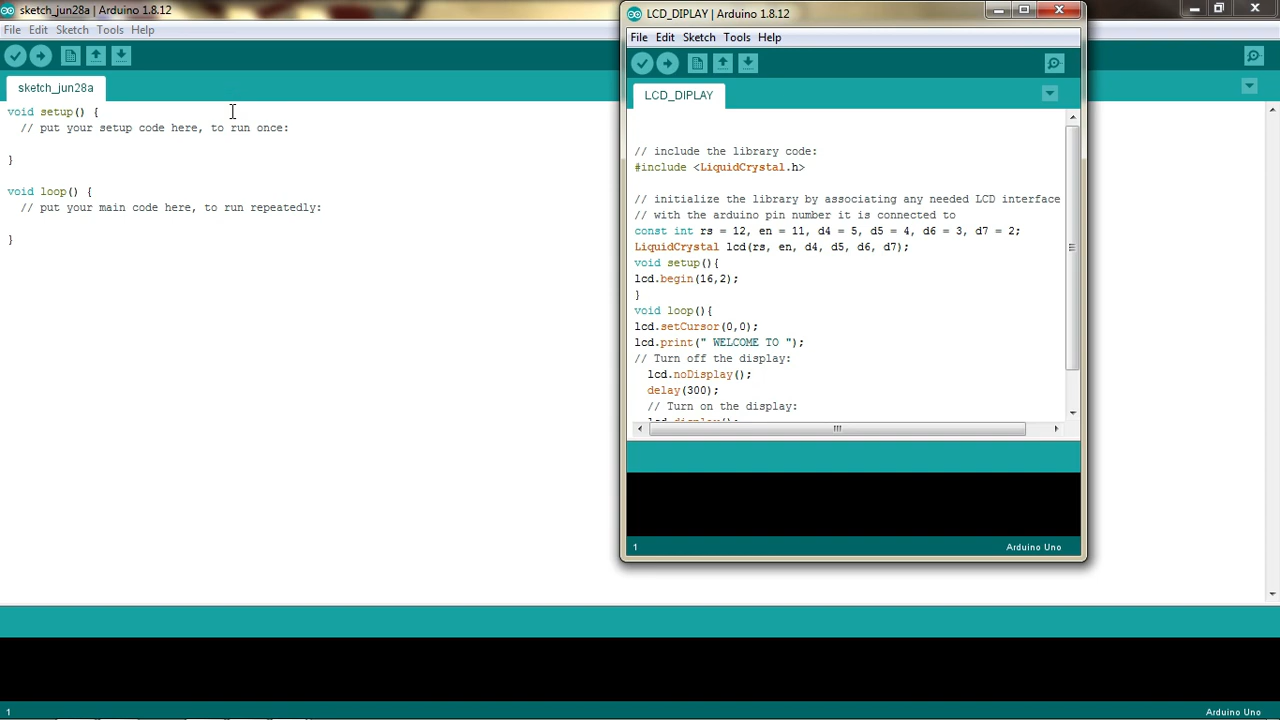 sketch_jun28a | Arduino 1.8.12
File Edit Sketch Tools Help
sketch_jun28a
void setup() {
// put your setup code here, to run once:
}
void loop() {
// put your main code here, to run repeatedly:
}
1
Arduino Uno
LCD_DIPLAY | Arduino 1.8.12
File Edit Sketch Tools Help
LCD_DIPLAY
// include the library code:
#include <LiquidCrystal.h>
// initialize the library by associating any needed LCD interface
// with the arduino pin number it is connected to
const int rs = 12, en = 11, d4 = 5, d5 = 4, d6 = 3, d7 = 2;
LiquidCrystal lcd(rs, en, d4, d5, d6, d7);
void setup(){
lcd.begin(16,2);
}
void loop(){
lcd.setCursor(0,0);
lcd.print(" WELCOME TO ");
// Turn off the display:
lcd.noDisplay();
delay(300);
// Turn on the display:
lcd.display();
1
Arduino Uno